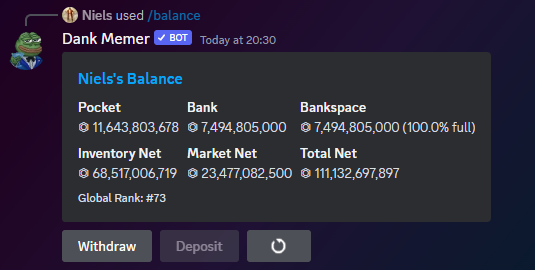 Niels used /balance
Dank Memer ✓ BOT Today at 20:30
Niels's Balance
Pocket Bank Bankspace
11,643,803,678 7,494,805,000 7,494,805,000 (100.0% full)
Inventory Net Market Net Total Net
68,517,006,719 23,477,082,500 111,132,697,897
Global Rank: #73
Withdraw Deposit